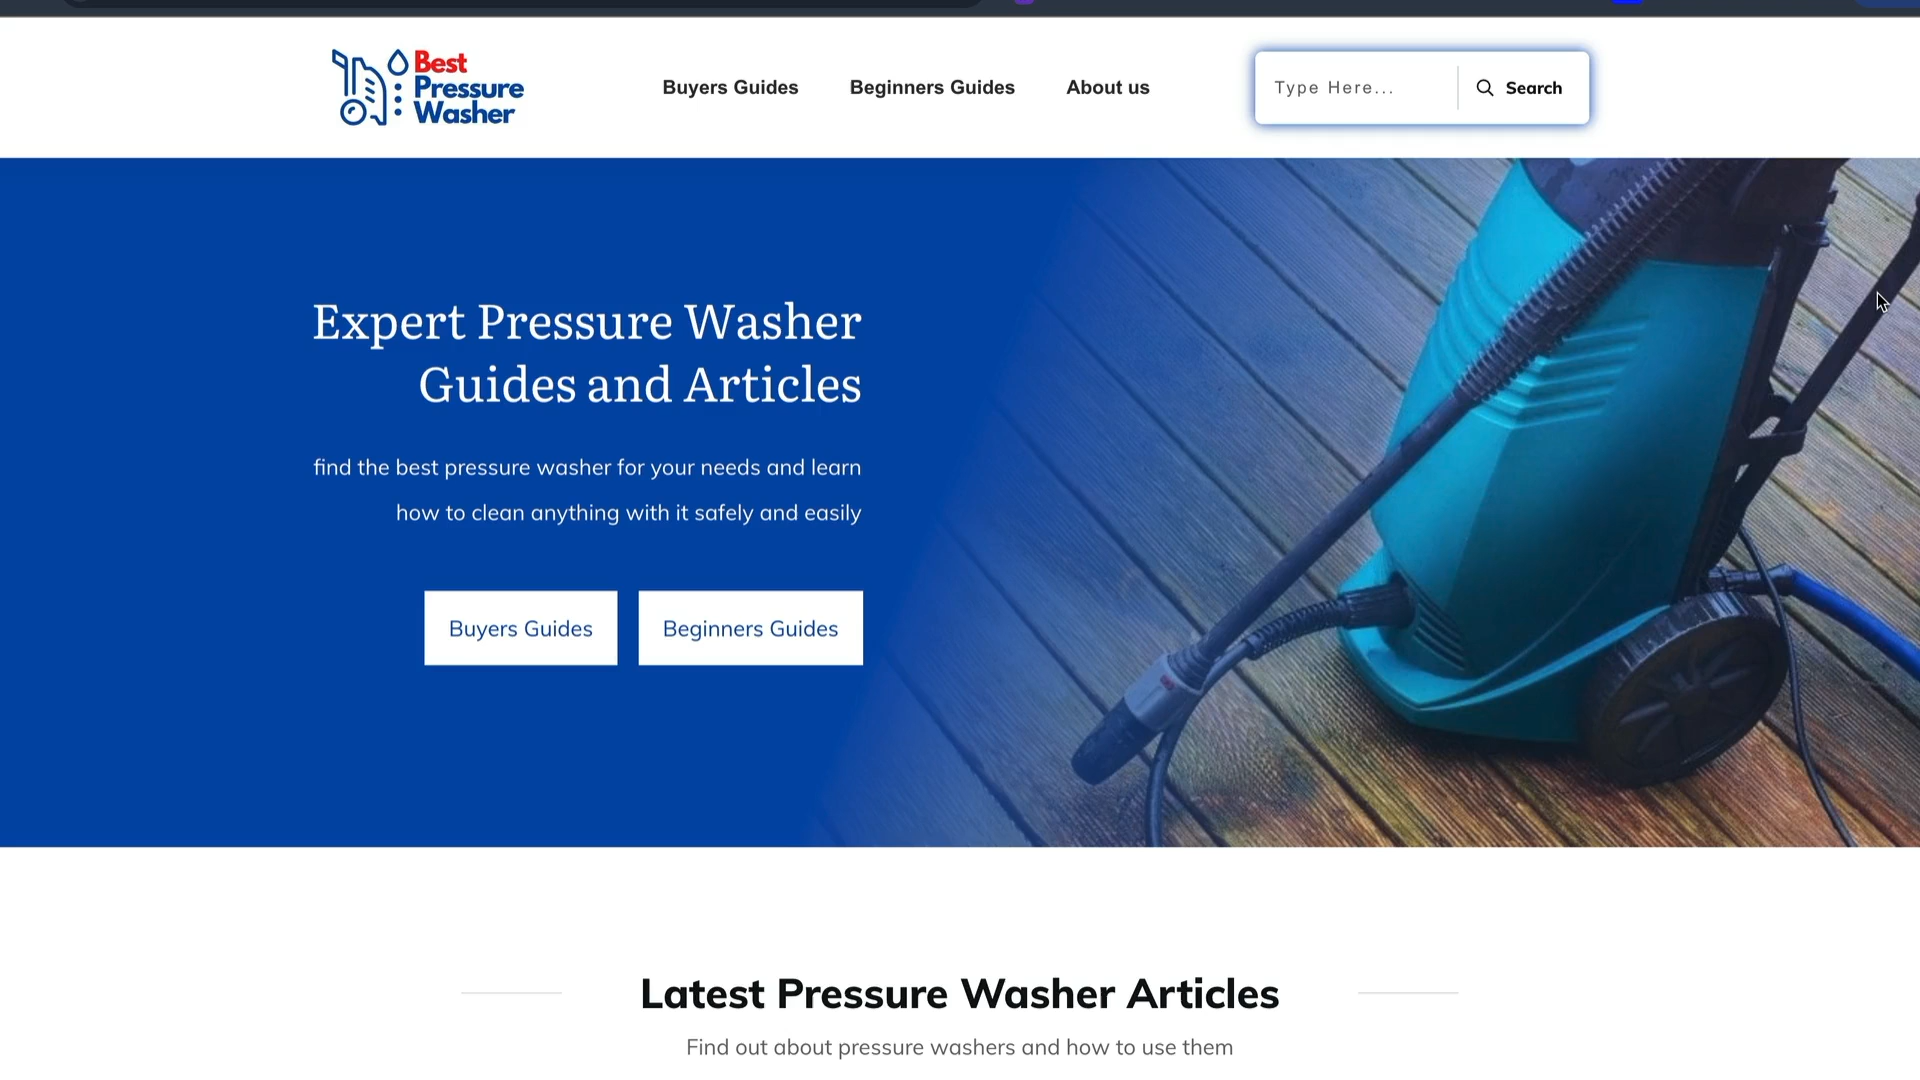 Best
Pressure
Washer
Buyers Guides
Beginners Guides
About us
Type Here...
Search
Expert Pressure Washer
Guides and Articles
find the best pressure washer for your needs and learn
how to clean anything with it safely and easily
Buyers Guides
Beginners Guides
Latest Pressure Washer Articles
Find out about pressure washers and how to use them